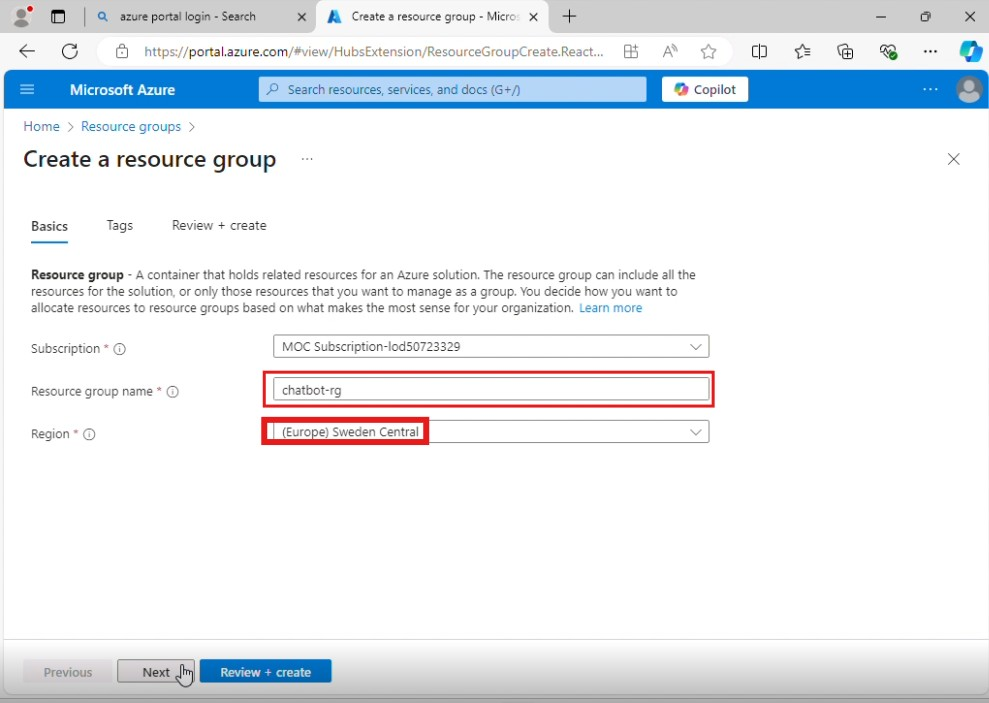 azure portal login - Search
Create a resource group - Micros
https://portal.azure.com/#view/HubsExtension/ResourceGroupCreate.React...
Microsoft Azure
Search resources, services, and docs (G+/)
Copilot
Home > Resource groups >
Create a resource group ...
Basics Tags Review + create
Resource group - A container that holds related resources for an Azure solution. The resource group can include all the
resources for the solution, or only those resources that you want to manage as a group. You decide how you want to
allocate resources to resource groups based on what makes the most sense for your organization. Learn more
Subscription * MOC Subscription-lod50723329
Resource group name * chatbot-rg
Region * (Europe) Sweden Central
Previous Next Review + create